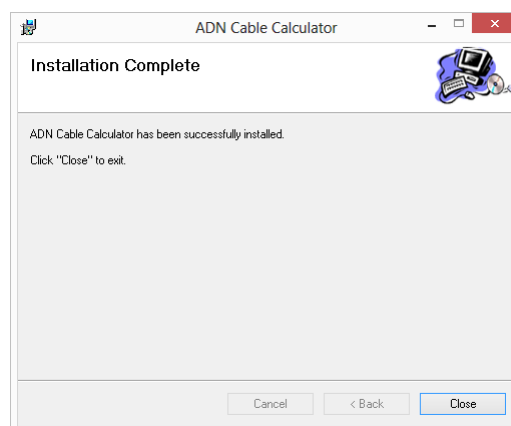 ADN Cable Calculator
Installation Complete
ADN Cable Calculator has been successfully installed.
Click "Close" to exit.
Cancel
< Back
Close